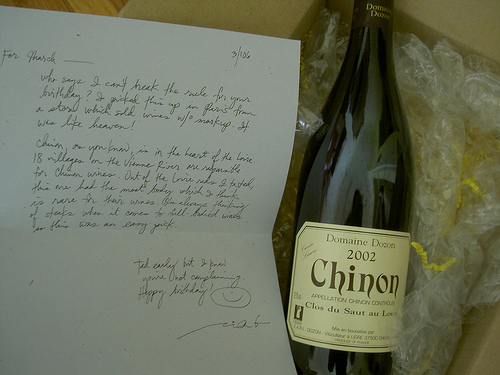 3/1/06
For March
who says I can't break the rule for your
birthday? I picked this up in Paris from
a store which sold wines w/o markup. It
was like heaven!
Chinon, as you know, is in the heart of the Loire
18 villages on the Vienne River are responsible
for Chinon wines. Out of the Loire reds I tasted,
this one had the most body which I think
is rare for their wines. I'm always thinking
of steaks when it comes to full-bodied wines
so this was an easy pick.
Tad early but I know
you're not complaining.
Happy birthday!
Domaine
Dozon
Domaine Dozon
2002
Chinon
APPELLATION CHINON CONTRÔLÉE
Clos du Saut au Loup
Mis en bouteilles par